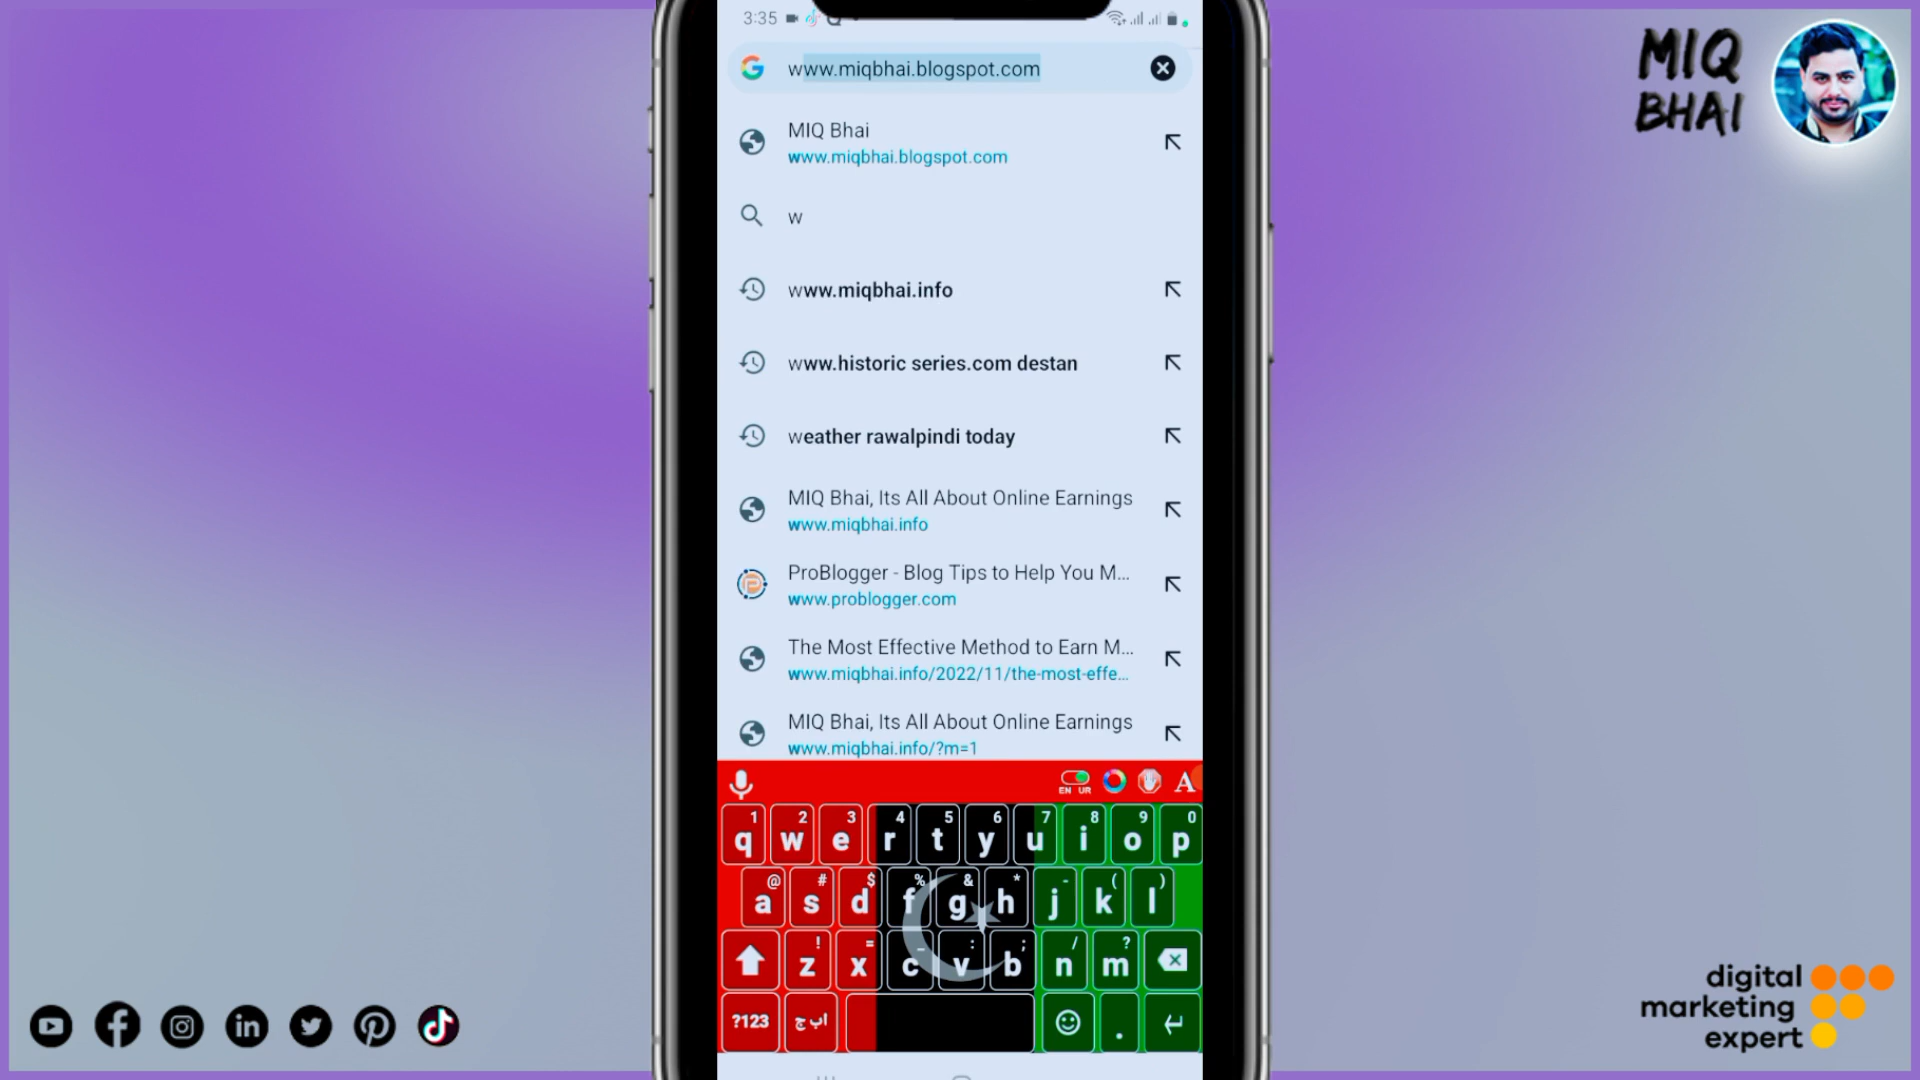 3:35
www.miqbhai.blogspot.com
MIQ Bhai
www.miqbhai.blogspot.com
w
www.miqbhai.info
www.historic series.com destan
weather rawalpindi today
MIQ Bhai, Its All About Online Earnings
www.miqbhai.info
ProBlogger - Blog Tips to Help You M...
www.problogger.com
The Most Effective Method to Earn M...
www.miqbhai.info/2022/11/the-most-effe...
MIQ Bhai, Its All About Online Earnings
www.miqbhai.info/?m=1
EN UR A
1 2 3 4 5 6 7 8 9 0
q w e r t y u i o p
@ # $ % & * - ( )
a s d f g h j k l
! = _ : ; / ?
z x c v b n m
?123 اب ج .
MIQ
BHAI
digital
marketing
expert